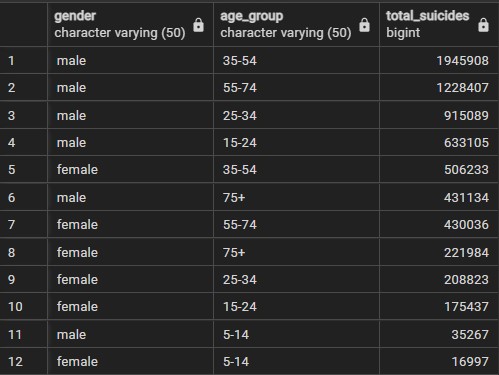 gender age_group total_suicides
character varying (50) character varying (50) bigint
1 male 35-54 1945908
2 male 55-74 1228407
3 male 25-34 915089
4 male 15-24 633105
5 female 35-54 506233
6 male 75+ 431134
7 female 55-74 430036
8 female 75+ 221984
9 female 25-34 208823
10 female 15-24 175437
11 male 5-14 35267
12 female 5-14 16997